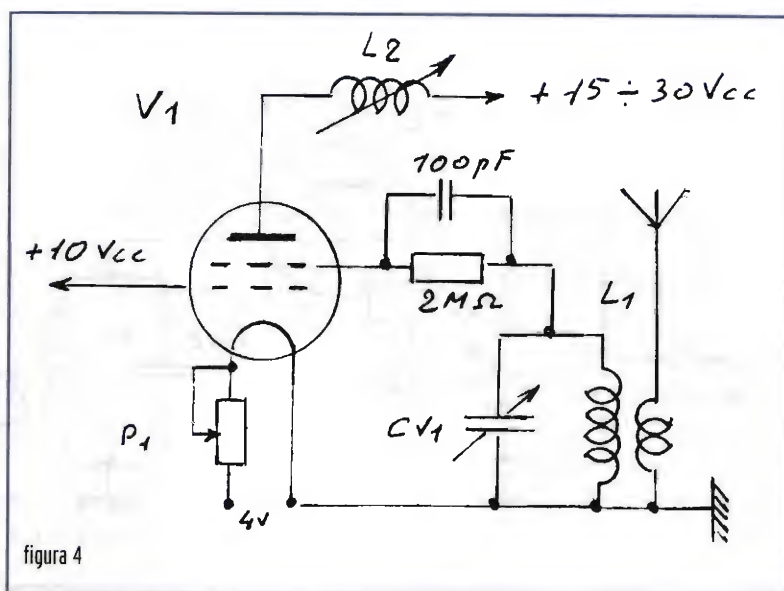 L2
V1
+ 15 ÷ 30 Vcc
100pF
+10 Vcc
2MΩ
L1
P1
CV1
4v
figura 4